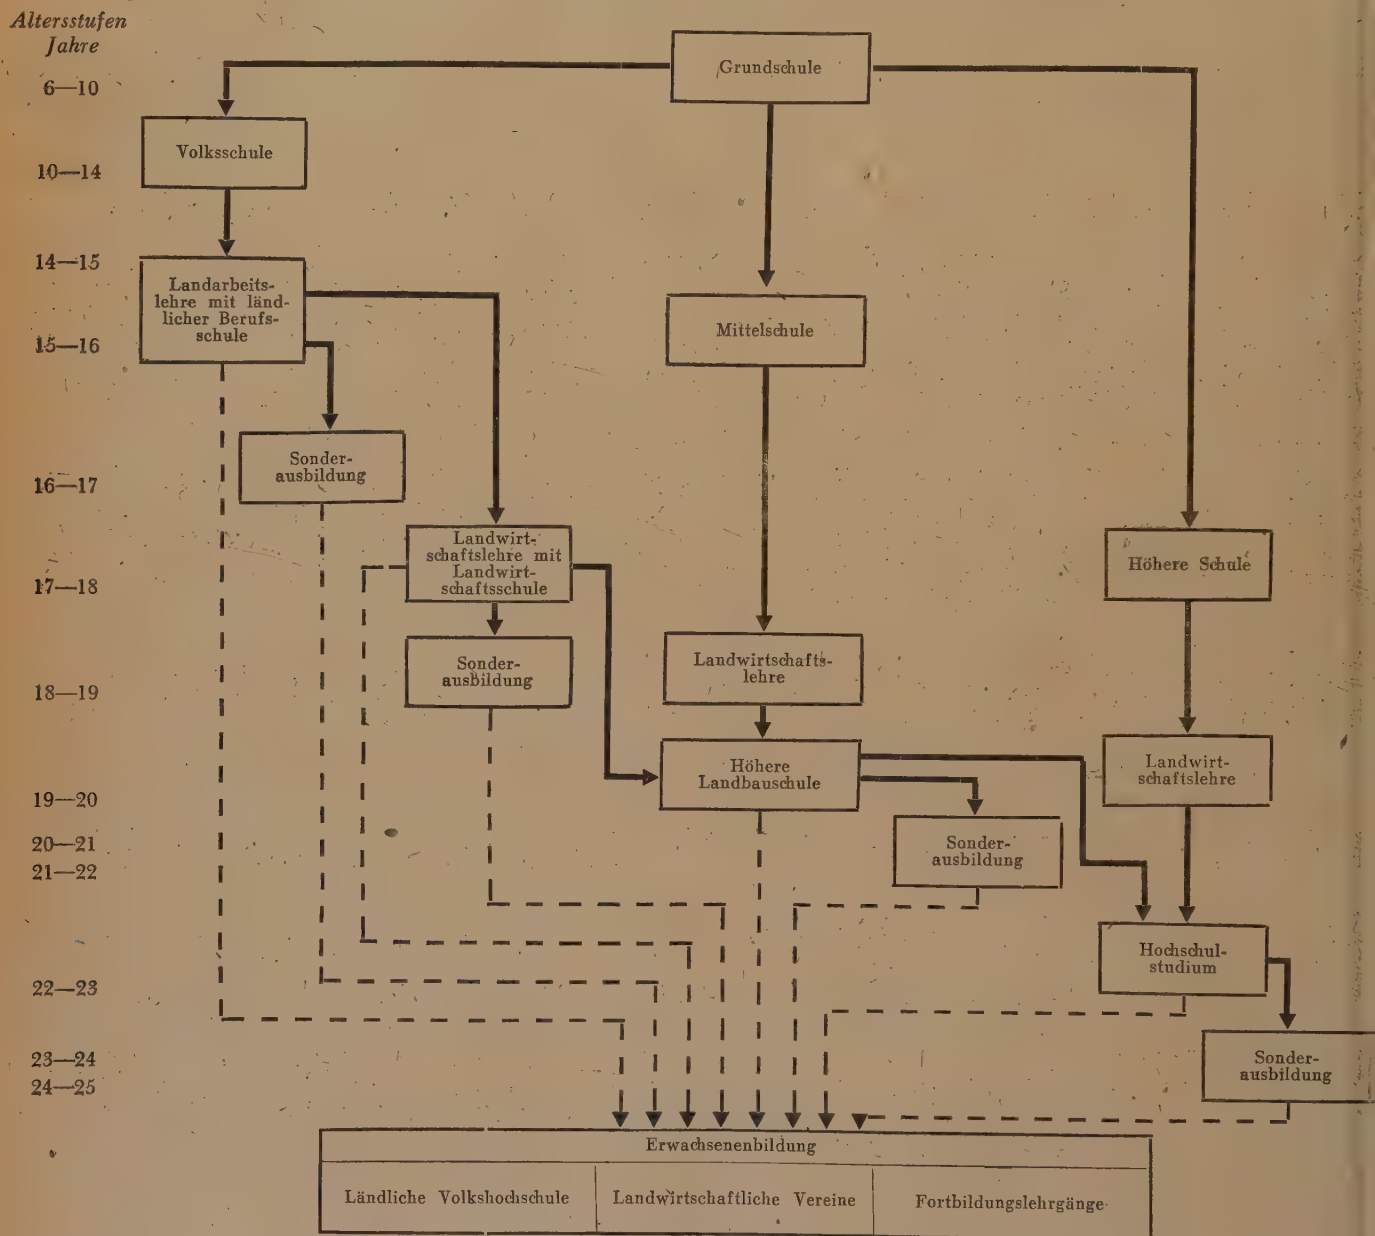 Altersstufen
Jahre
6—10
10—14
14—15
15—16
16—17
17—18
18—19
19—20
20—21
21—22
22—23
23—24
24—25
Grundschule
Volksschule
Landarbeits-
lehre mit länd-
licher Berufs-
schule
Mittelschule
Sonder-
ausbildung
Landwirt-
schaftslehre mit
Landwirt-
schaftsschule
Höhere Schule
Sonder-
ausbildung
Landwirtschafts-
lehre
Höhere
Landbauschule
Landwirt-
schaftslehre
Sonder-
ausbildung
Hochschul-
studium
Sonder-
ausbildung
Erwachsenenbildung
Ländliche Volkshochschule
Landwirtschaftliche Vereine
Fortbildungslehrgänge